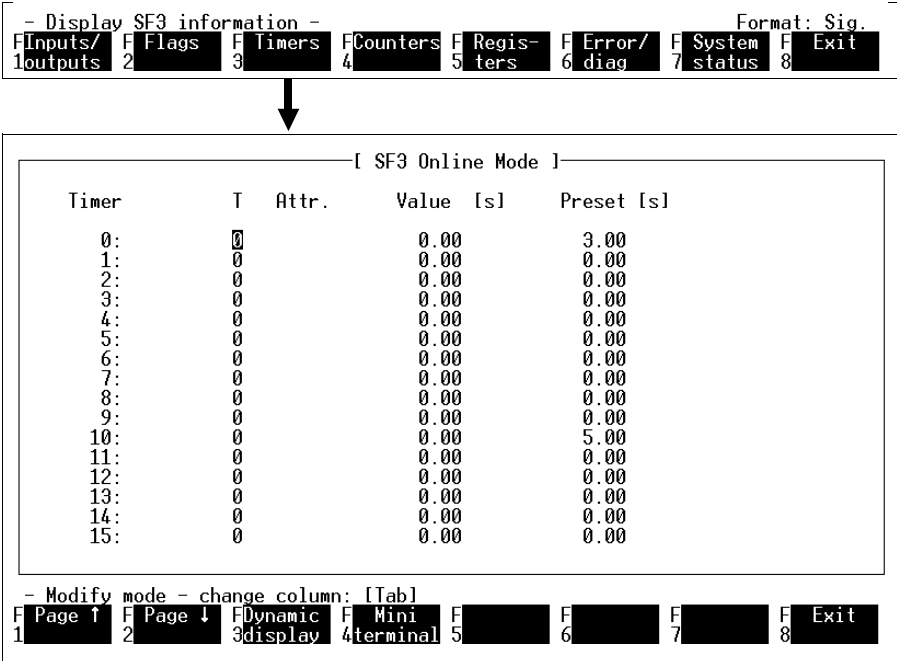 - Display SF3 information - Format: Sig.
F1 Inputs/ outputs F2 Flags F3 Timers F4 Counters F5 Regis- ters F6 Error/ diag F7 System status F8 Exit
[ SF3 Online Mode ]
Timer T Attr. Value [s] Preset [s]
0: 0 0.00 3.00
1: 0 0.00 0.00
2: 0 0.00 0.00
3: 0 0.00 0.00
4: 0 0.00 0.00
5: 0 0.00 0.00
6: 0 0.00 0.00
7: 0 0.00 0.00
8: 0 0.00 0.00
9: 0 0.00 0.00
10: 0 0.00 5.00
11: 0 0.00 0.00
12: 0 0.00 0.00
13: 0 0.00 0.00
14: 0 0.00 0.00
15: 0 0.00 0.00
- Modify mode - change column: [Tab]
F1 Page ↑ F2 Page ↓ F3 Dynamic display F4 Mini terminal F5 F6 F7 F8 Exit